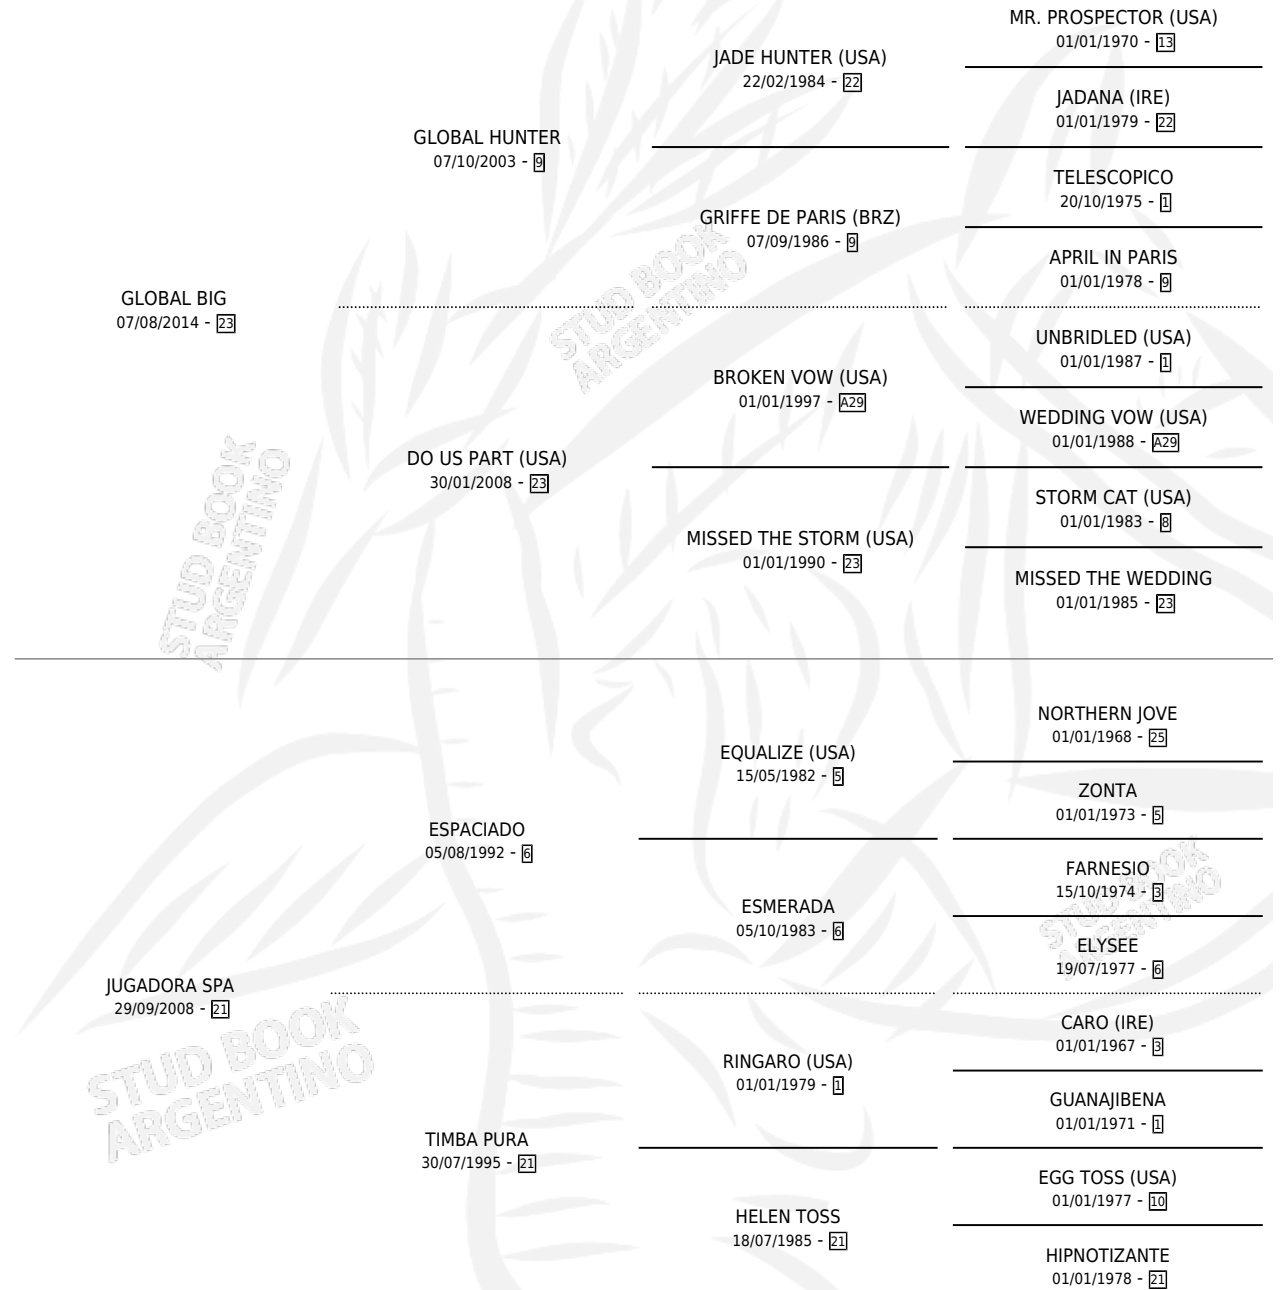 MR. PROSPECTOR (USA)
01/01/1970 - 13
JADE HUNTER (USA)
22/02/1984 - 22
JADANA (IRE)
01/01/1979 - 22
GLOBAL HUNTER
07/10/2003 - 9
TELESCOPICO
20/10/1975 - 1
GRIFFE DE PARIS (BRZ)
07/09/1986 - 9
APRIL IN PARIS
01/01/1978 - 9
GLOBAL BIG
07/08/2014 - 23
UNBRIDLED (USA)
01/01/1987 - 1
BROKEN VOW (USA)
01/01/1997 - A29
WEDDING VOW (USA)
01/01/1988 - A29
DO US PART (USA)
30/01/2008 - 23
STORM CAT (USA)
01/01/1983 - 8
MISSED THE STORM (USA)
01/01/1990 - 23
MISSED THE WEDDING
01/01/1985 - 23
NORTHERN JOVE
01/01/1968 - 25
EQUALIZE (USA)
15/05/1982 - 5
ZONTA
01/01/1973 - 5
ESPACIADO
05/08/1992 - 6
FARNESIO
15/10/1974 - 3
ESMERADA
05/10/1983 - 6
ELYSEE
19/07/1977 - 6
JUGADORA SPA
29/09/2008 - 21
CARO (IRE)
01/01/1967 - 3
RINGARO (USA)
01/01/1979 - 1
GUANAJIBENA
01/01/1971 - 1
TIMBA PURA
30/07/1995 - 21
EGG TOSS (USA)
01/01/1977 - 10
HELEN TOSS
18/07/1985 - 21
HIPNOTIZANTE
01/01/1978 - 21
STUD BOOK
ARGENTINO
STUD BOOK
ARGENTINO
STUD BOOK
ARGENTINO
STUD BOOK
ARGENTINO